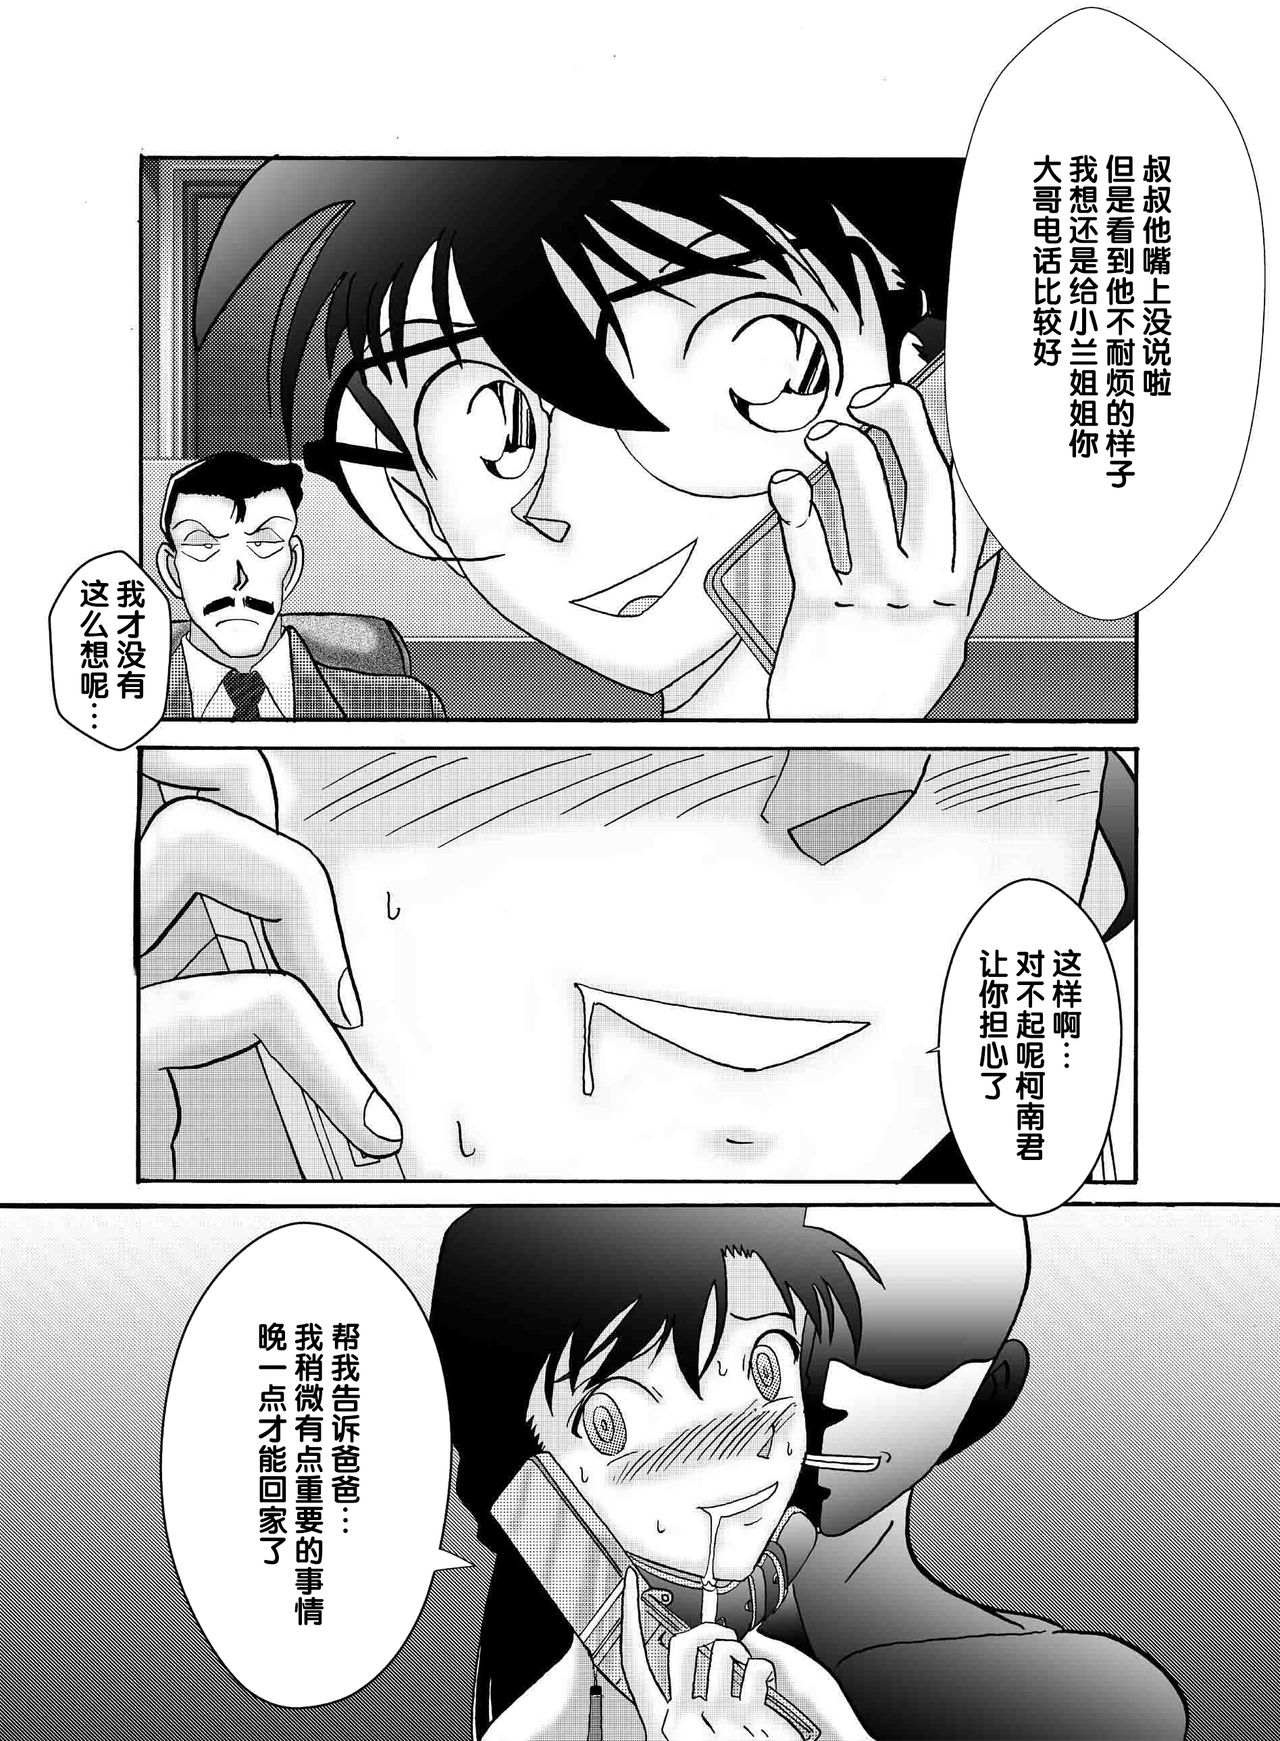 叔叔他嘴上没说啦
但是看到他不耐烦的样子
我想还是给小兰姐姐你
大哥电话比较好
我才没有
这么想呢…
这样啊…
对不起呢柯南君
让你担心了
帮我告诉爸爸…
我稍微有点重要的事情
晚一点才能回家了